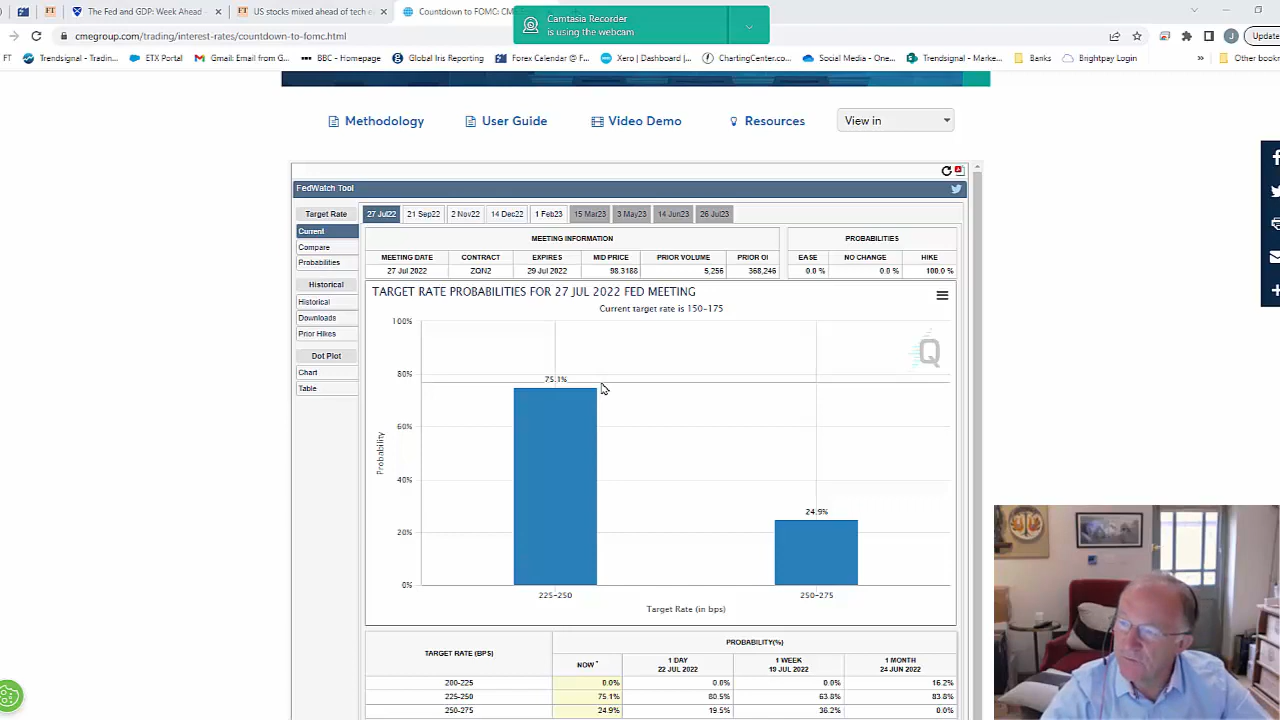 The Fed and GDP: Week Ahead
US stocks mixed ahead of tech e
Countdown to FOMC: CM
Camtasia Recorder
is using the webcam
cmegroup.com/trading/interest-rates/countdown-to-fomc.html
Update
FT
Trendsignal - Tradin...
ETX Portal
Gmail: Email from G...
BBC - Homepage
Global Iris Reporting
Forex Calendar @ F...
Xero | Dashboard |...
ChartingCenter.co...
Social Media - One...
Trendsignal - Marke...
Banks
Brightpay Login
»
Other book
Methodology
User Guide
Video Demo
Resources
View in
FedWatch Tool
Target Rate
27 Jul22
21 Sep22
2 Nov22
14 Dec22
1 Feb23
15 Mar23
3 May23
14 Jun23
26 Jul23
Current
Compare
Probabilities
Historical
Historical
Downloads
Prior Hikes
Dot Plot
Chart
Table
MEETING INFORMATION
MEETING DATE CONTRACT EXPIRES MID PRICE PRIOR VOLUME PRIOR OI
27 Jul 2022 ZQN2 29 Jul 2022 98.3188 5,256 368,246
PROBABILITIES
EASE NO CHANGE HIKE
0.0 % 0.0 % 100.0 %
TARGET RATE PROBABILITIES FOR 27 JUL 2022 FED MEETING
Current target rate is 150-175
Q
Probability
100%
80%
60%
40%
20%
0%
75.1%
24.9%
225-250
250-275
Target Rate (in bps)
TARGET RATE (BPS)
PROBABILITY(%)
NOW *
1 DAY
22 JUL 2022
1 WEEK
19 JUL 2022
1 MONTH
24 JUN 2022
200-225 0.0% 0.0% 0.0% 16.2%
225-250 75.1% 80.5% 63.8% 83.8%
250-275 24.9% 19.5% 36.2% 0.0%